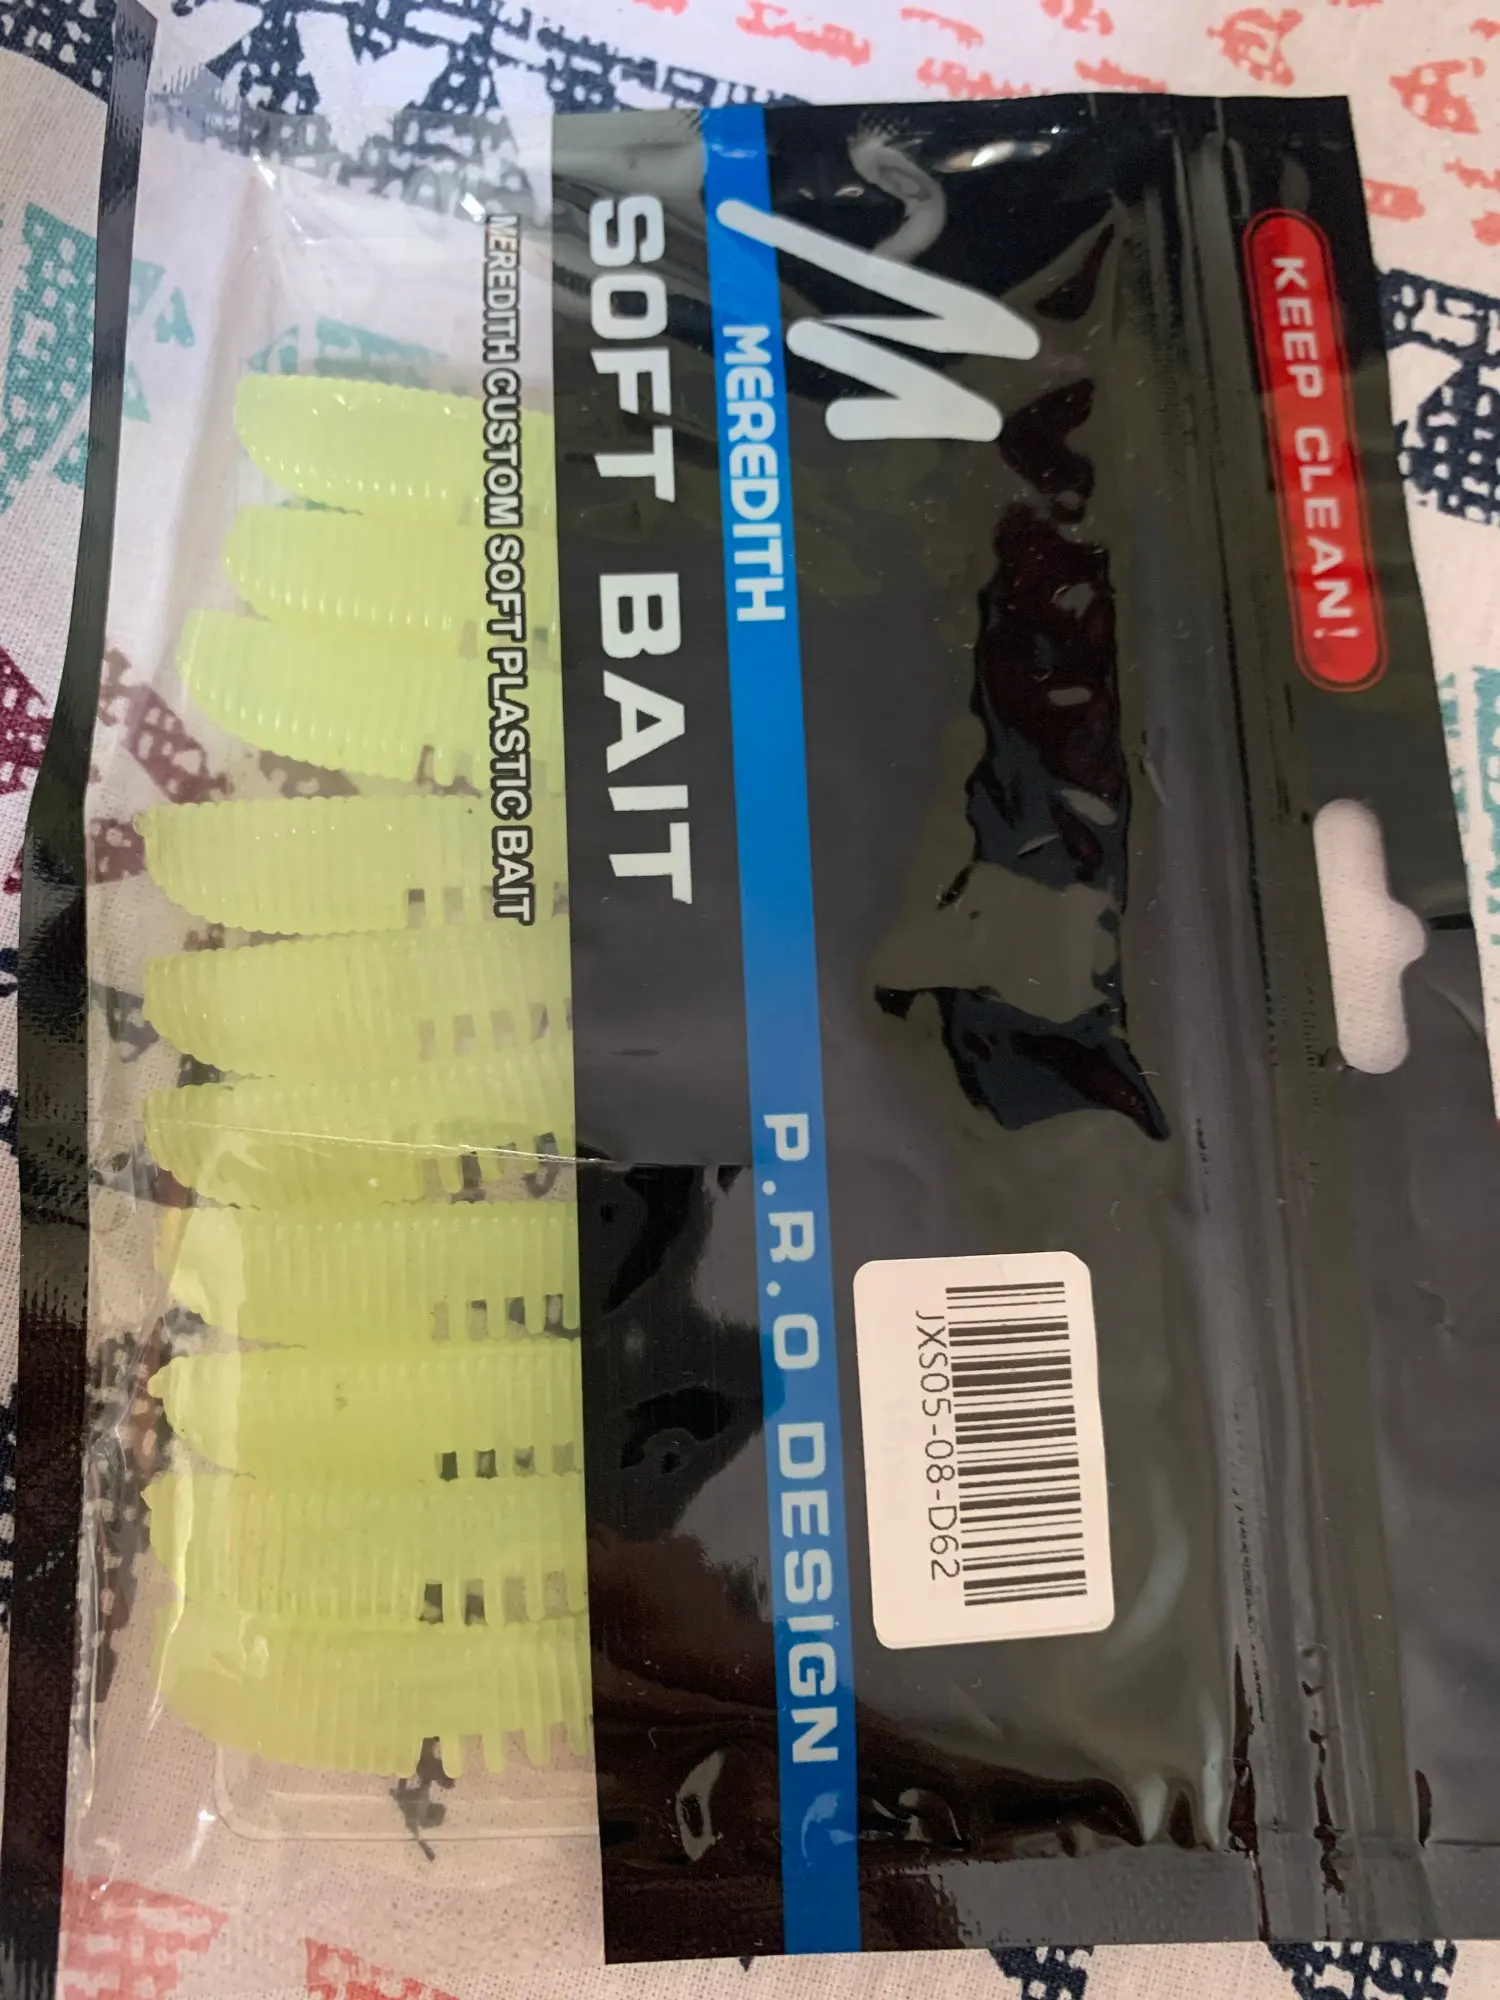 KEEP CLEAN!
JXS05-08-D62
MEREDITH
P.R.O DESIGN
SOFT BAIT
MEREDITH CUSTOM SOFT PLASTIC BAIT